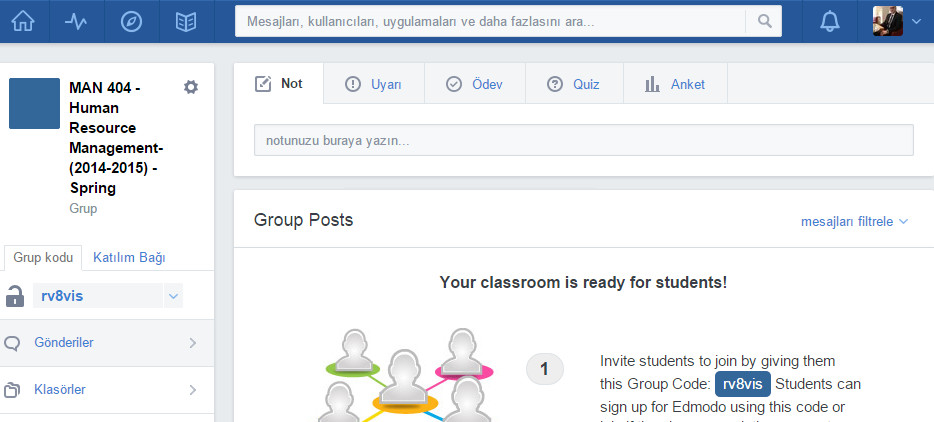 Mesajları, kullanıcıları, uygulamaları ve daha fazlasını ara...
MAN 404 -
Human
Resource
Management-
(2014-2015) -
Spring
Grup
Grup kodu
Katılım Bağı
rv8vis
Gönderiler
Klasörler
Not
Uyarı
Ödev
Quiz
Anket
notunuzu buraya yazın...
Group Posts
mesajları filtrele
Your classroom is ready for students!
1
Invite students to join by giving them
this Group Code: rv8vis Students can
sign up for Edmodo using this code or